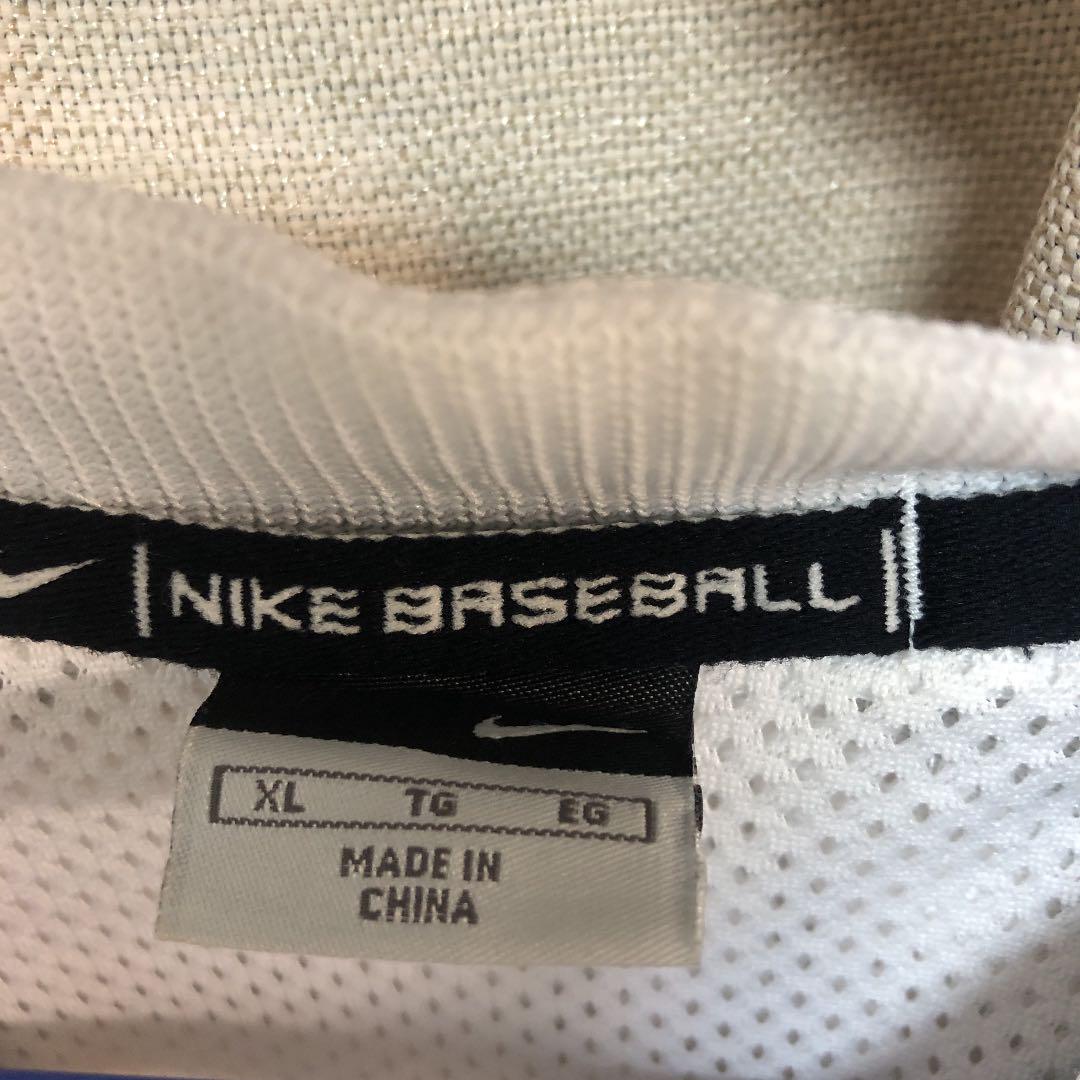 NIKE BASEBALL
XL TG EG
MADE IN
CHINA